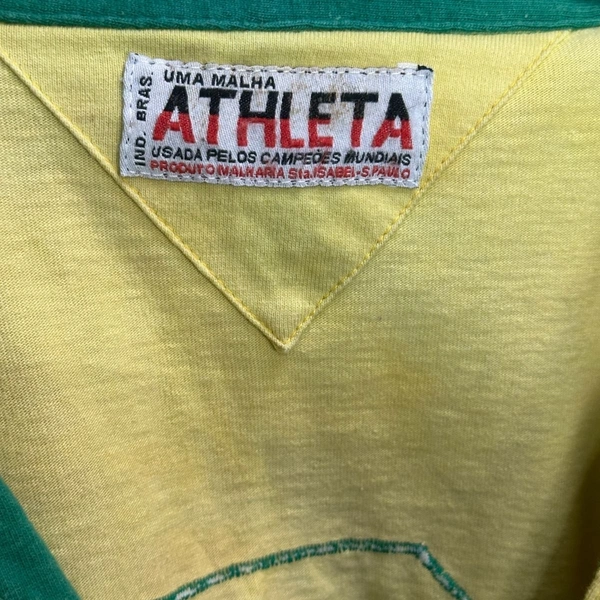 IND. BRAS.
UMA MALHA
ATHLETA
USADA PELOS CAMPEÕES MUNDIAIS
PRODUTO MALHARIA Sta. ISABEL-S.PAULO